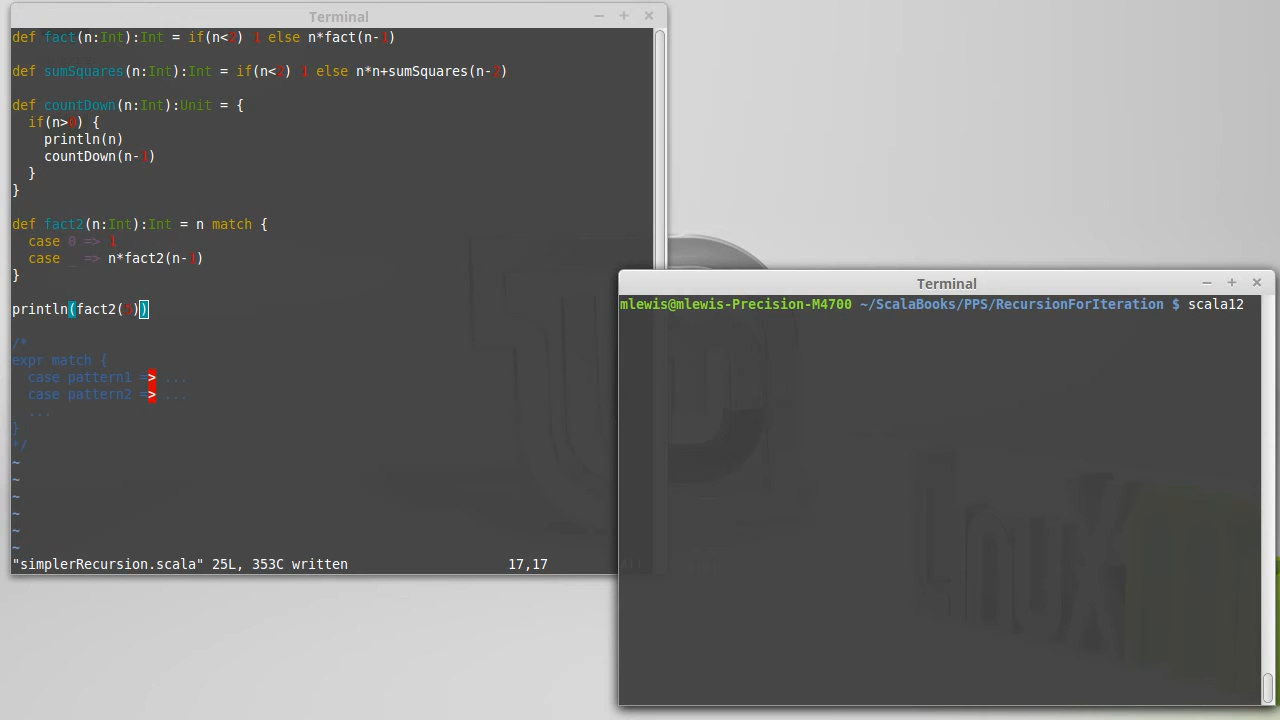 Terminal
def fact(n:Int):Int = if(n<2) 1 else n*fact(n-1)
def sumSquares(n:Int):Int = if(n<2) 1 else n*n+sumSquares(n-2)
def countDown(n:Int):Unit = {
  if(n>0) {
    println(n)
    countDown(n-1)
  }
}
def fact2(n:Int):Int = n match {
  case 0 => 1
  case _ => n*fact2(n-1)
}
println(fact2(5))
/*
expr match {
  case pattern1 => ...
  case pattern2 => ...
  ...
}
*/
~
~
~
~
~
~
"simplerRecursion.scala" 25L, 353C written 17,17 All
Terminal
mlewis@mlewis-Precision-M4700 ~/ScalaBooks/PPS/RecursionForIteration $ scala12